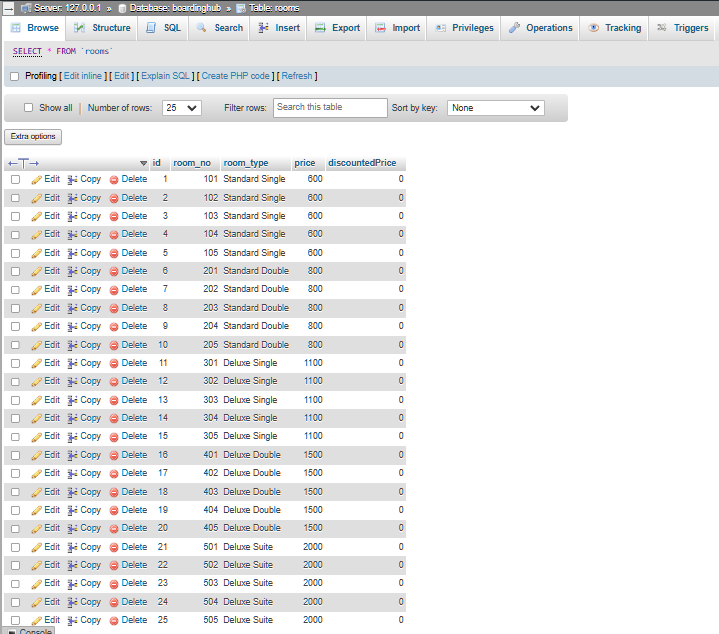 Server: 127.0.0.1 » Database: boardinghub » Table: rooms
Browse Structure SQL Search Insert Export Import Privileges Operations Tracking Triggers
SELECT * FROM `rooms`
Profiling [ Edit inline ] [ Edit ] [ Explain SQL ] [ Create PHP code ] [ Refresh ]
Show all Number of rows: 25 Filter rows: Search this table Sort by key: None
Extra options
id room_no room_type price discountedPrice
Edit Copy Delete 1 101 Standard Single 600 0
Edit Copy Delete 2 102 Standard Single 600 0
Edit Copy Delete 3 103 Standard Single 600 0
Edit Copy Delete 4 104 Standard Single 600 0
Edit Copy Delete 5 105 Standard Single 600 0
Edit Copy Delete 6 201 Standard Double 800 0
Edit Copy Delete 7 202 Standard Double 800 0
Edit Copy Delete 8 203 Standard Double 800 0
Edit Copy Delete 9 204 Standard Double 800 0
Edit Copy Delete 10 205 Standard Double 800 0
Edit Copy Delete 11 301 Deluxe Single 1100 0
Edit Copy Delete 12 302 Deluxe Single 1100 0
Edit Copy Delete 13 303 Deluxe Single 1100 0
Edit Copy Delete 14 304 Deluxe Single 1100 0
Edit Copy Delete 15 305 Deluxe Single 1100 0
Edit Copy Delete 16 401 Deluxe Double 1500 0
Edit Copy Delete 17 402 Deluxe Double 1500 0
Edit Copy Delete 18 403 Deluxe Double 1500 0
Edit Copy Delete 19 404 Deluxe Double 1500 0
Edit Copy Delete 20 405 Deluxe Double 1500 0
Edit Copy Delete 21 501 Deluxe Suite 2000 0
Edit Copy Delete 22 502 Deluxe Suite 2000 0
Edit Copy Delete 23 503 Deluxe Suite 2000 0
Edit Copy Delete 24 504 Deluxe Suite 2000 0
Edit Copy Delete 25 505 Deluxe Suite 2000 0
Console